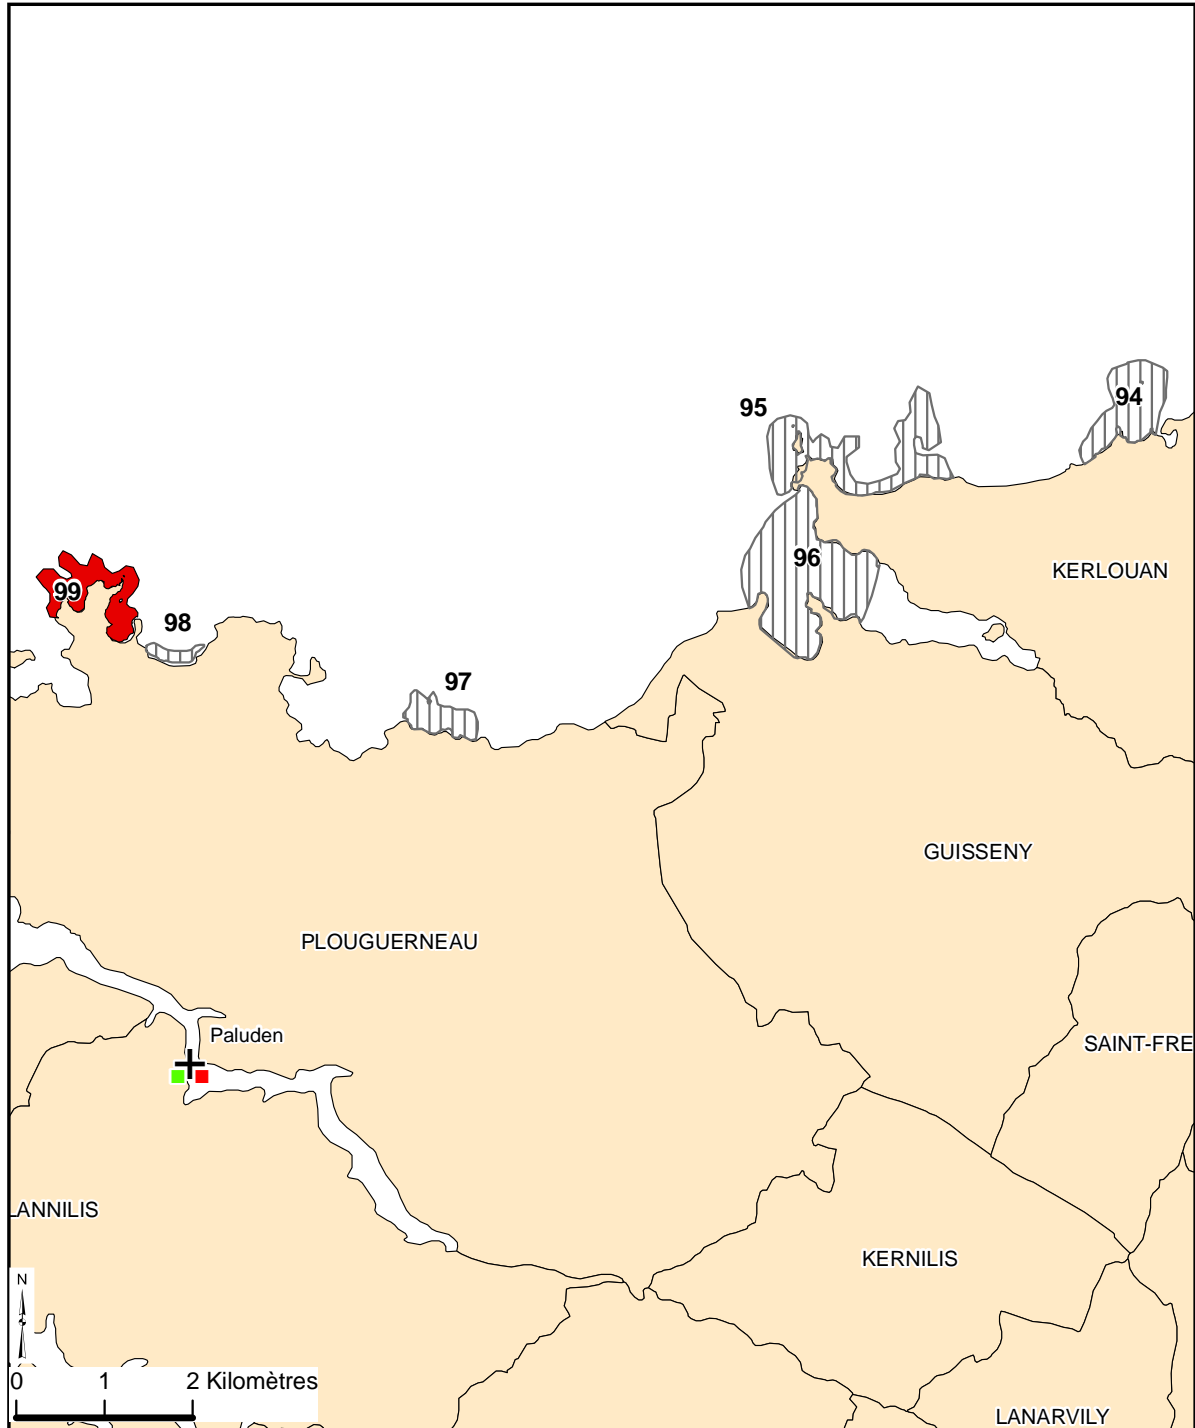 94
95
96
KERLOUAN
99
98
97
GUISSENY
PLOUGUERNEAU
Paluden
SAINT-FRE
LANNILIS
KERNILIS
N
0 1 2 Kilomètres
LANARVILY